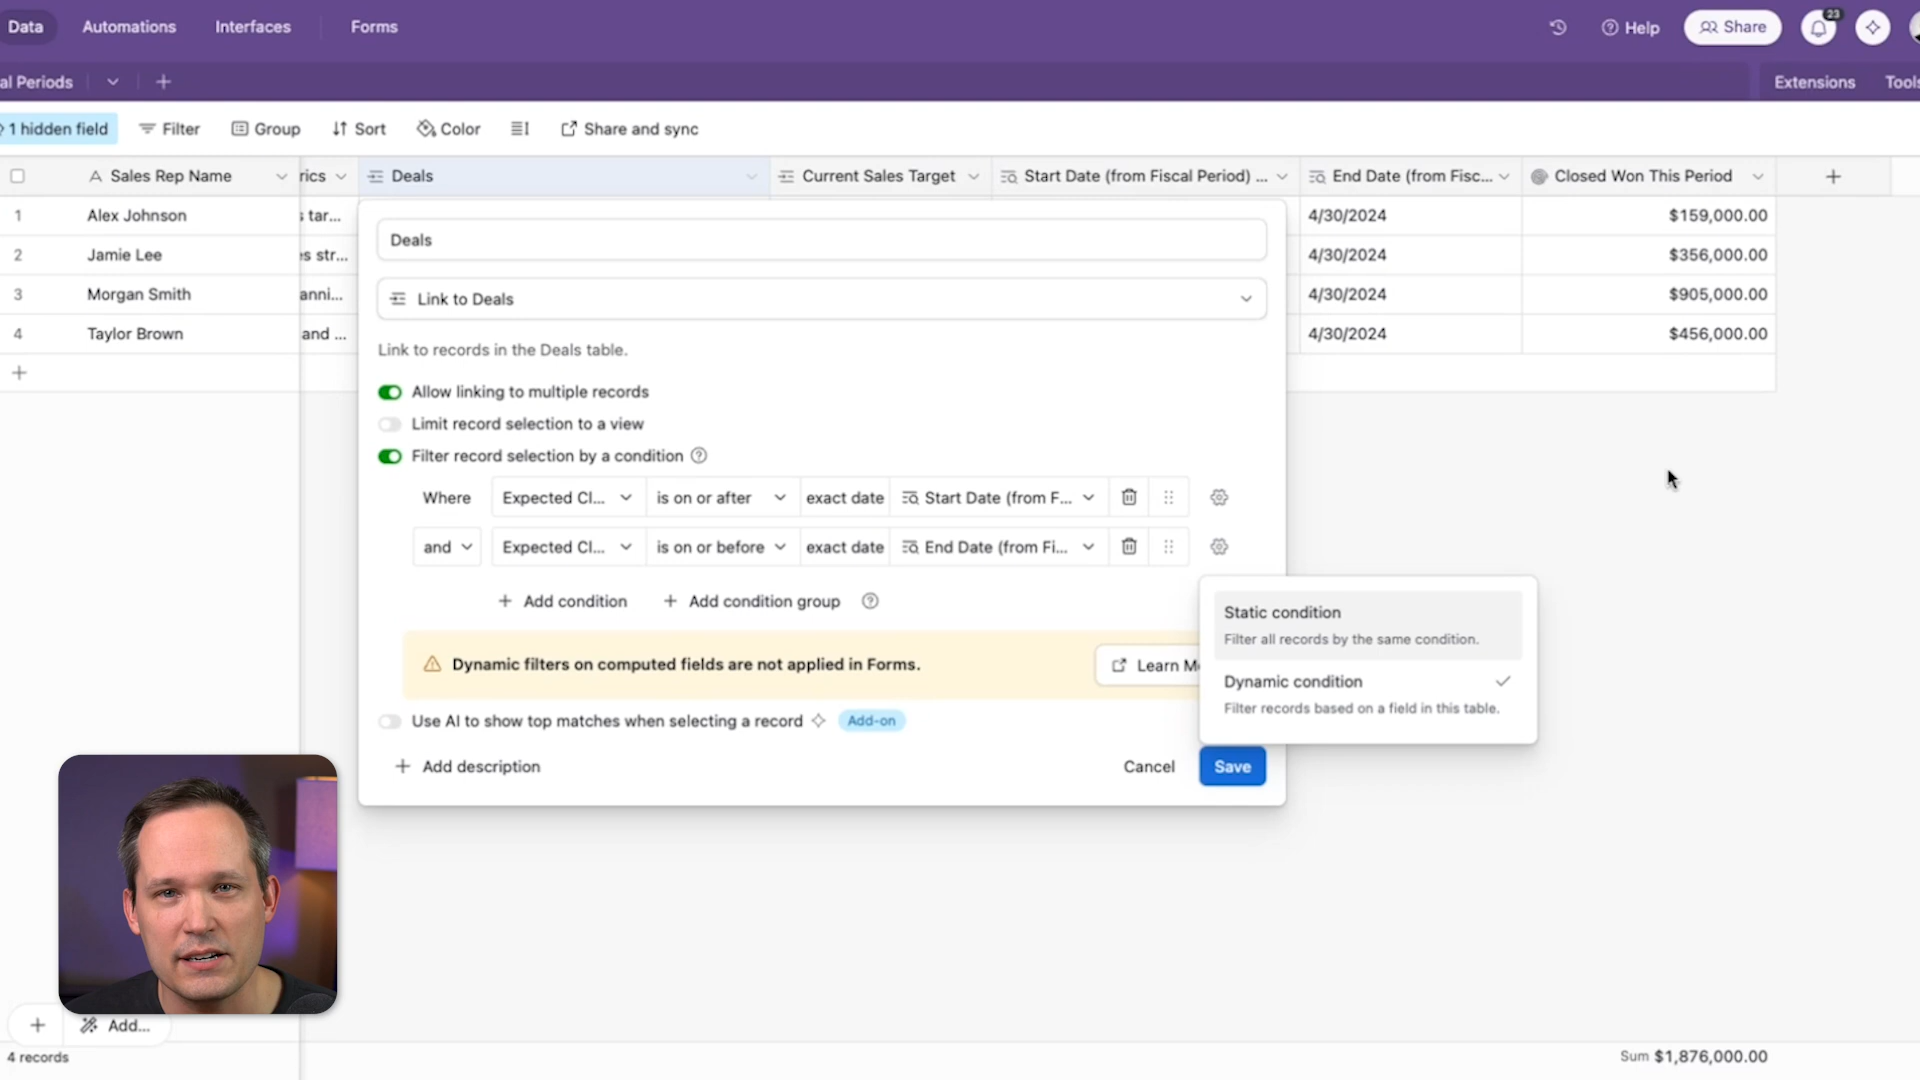 Data Automations Interfaces Forms Help Share 23
al Periods Extensions Tools
1 hidden field Filter Group Sort Color Share and sync
Sales Rep Name rics Deals Current Sales Target Start Date (from Fiscal Period) ... End Date (from Fisc... Closed Won This Period
1 Alex Johnson s tar... 4/30/2024 $159,000.00
2 Jamie Lee es str... 4/30/2024 $356,000.00
3 Morgan Smith anni... 4/30/2024 $905,000.00
4 Taylor Brown and ... 4/30/2024 $456,000.00
Deals
Link to Deals
Link to records in the Deals table.
Allow linking to multiple records
Limit record selection to a view
Filter record selection by a condition
Where Expected Cl... is on or after exact date Start Date (from F...
and Expected Cl... is on or before exact date End Date (from Fi...
Add condition Add condition group
Dynamic filters on computed fields are not applied in Forms. Learn Mo
Static condition
Filter all records by the same condition.
Dynamic condition
Filter records based on a field in this table.
Use AI to show top matches when selecting a record Add-on
Add description Cancel Save
Add...
4 records Sum $1,876,000.00